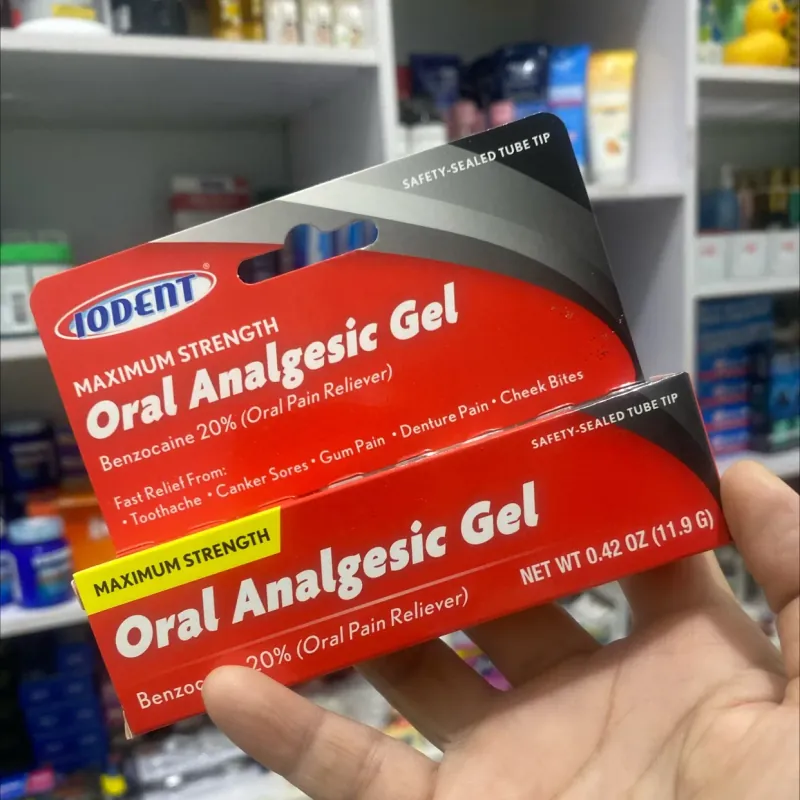 SAFETY-SEALED TUBE TIP
IODENT®
MAXIMUM STRENGTH
Oral Analgesic Gel
Benzocaine 20% (Oral Pain Reliever)
Fast Relief From:
• Toothache • Canker Sores • Gum Pain • Denture Pain • Cheek Bites
SAFETY-SEALED TUBE TIP
MAXIMUM STRENGTH
Oral Analgesic Gel
NET WT 0.42 OZ (11.9 G)
20% (Oral Pain Reliever)